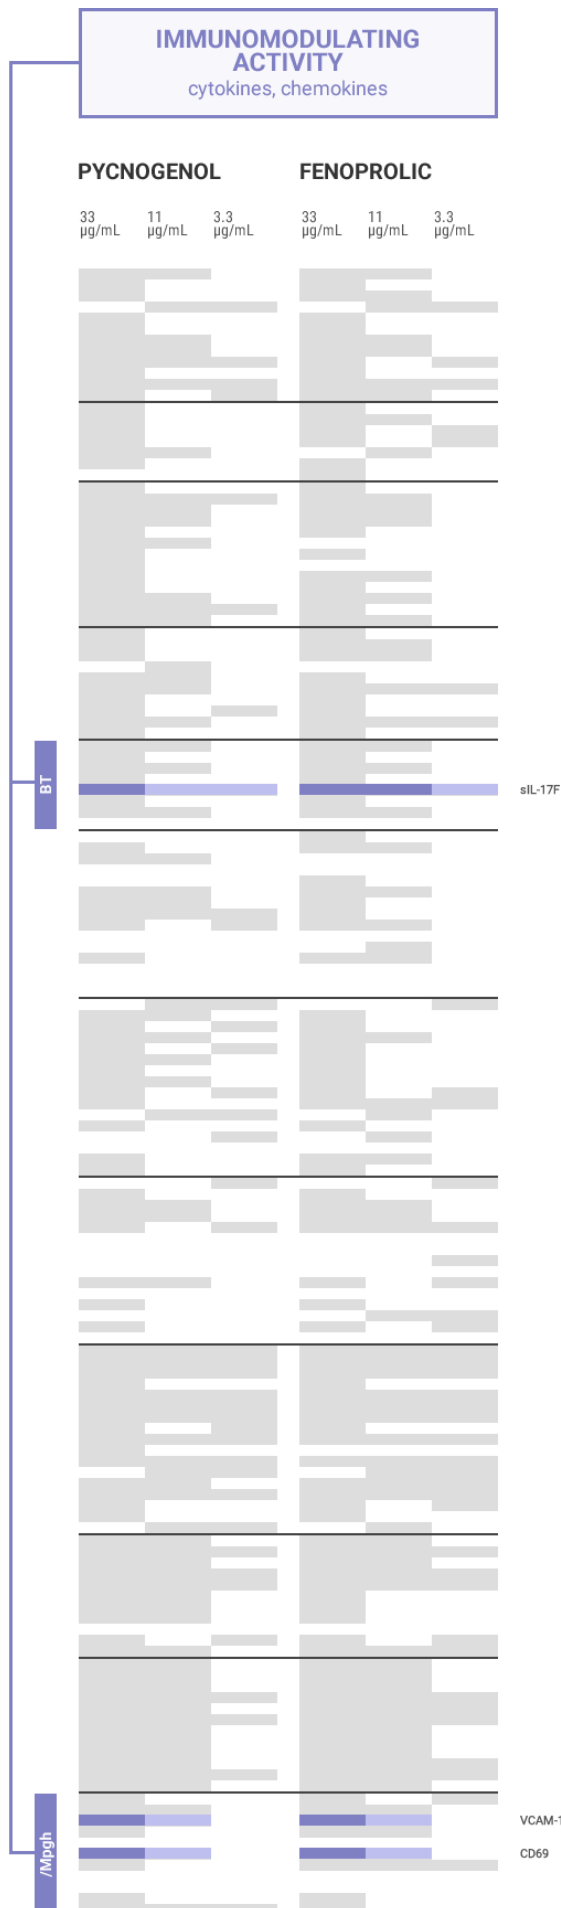 IMMUNOMODULATING
ACTIVITY
cytokines, chemokines
PYCNOGENOL FENOPROLIC
33 11 3.3 33 11 3.3
µg/mL µg/mL µg/mL µg/mL µg/mL µg/mL
BT
sIL-17F
/Mpgh
VCAM-1
CD69